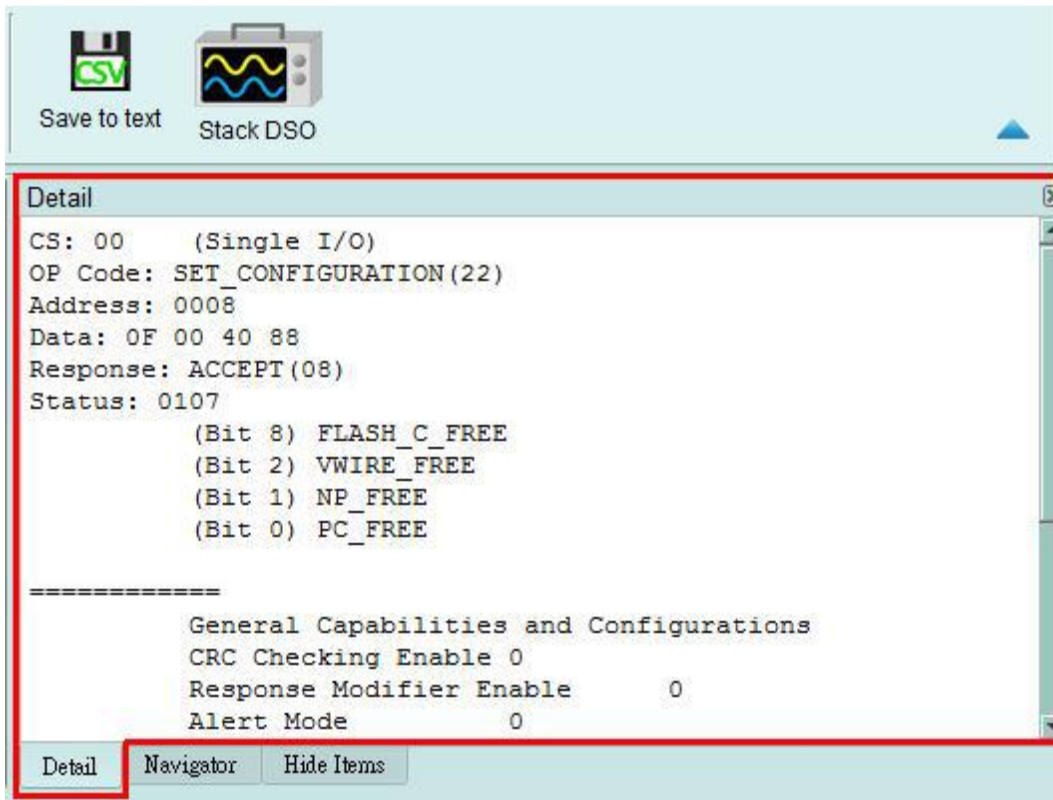 CSV
Save to text
Stack DSO
Detail
CS: 00 (Single I/O)
OP Code: SET_CONFIGURATION(22)
Address: 0008
Data: 0F 00 40 88
Response: ACCEPT(08)
Status: 0107
(Bit 8) FLASH_C_FREE
(Bit 2) VWIRE_FREE
(Bit 1) NP_FREE
(Bit 0) PC_FREE
============
General Capabilities and Configurations
CRC Checking Enable 0
Response Modifier Enable 0
Alert Mode 0
Detail Navigator Hide Items